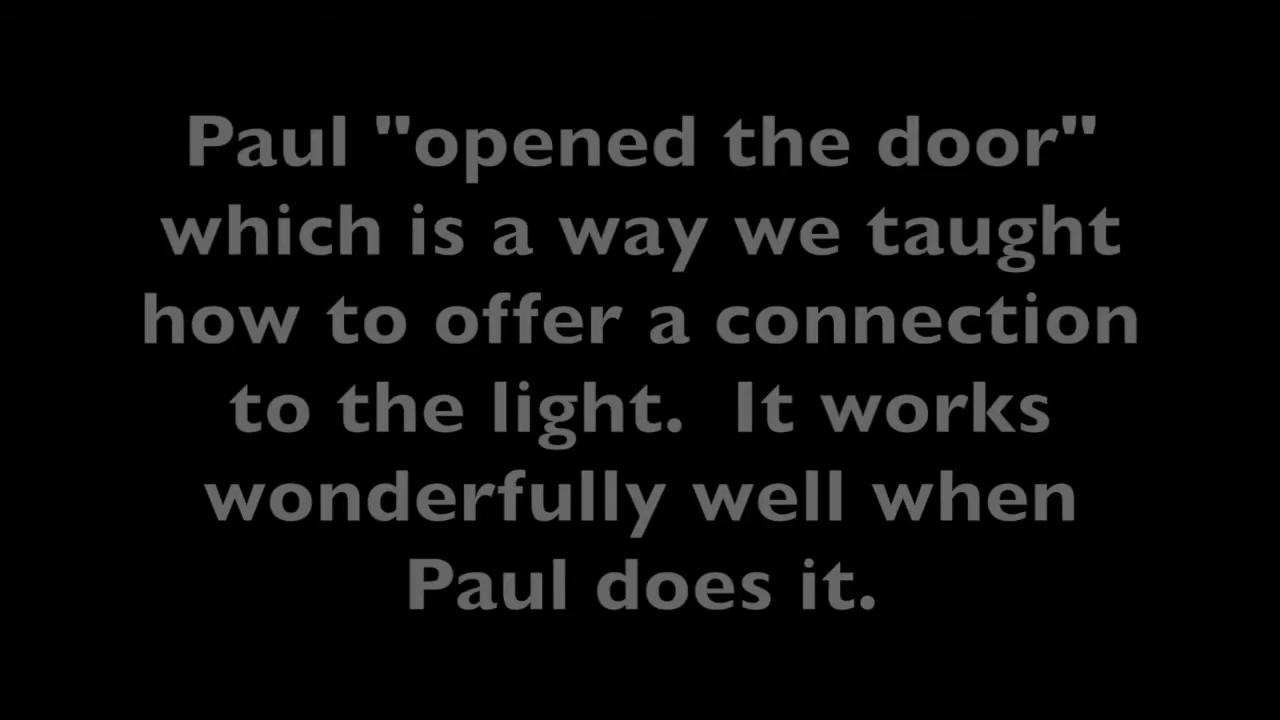 Paul "opened the door"
which is a way we taught
how to offer a connection
to the light.  It works
wonderfully well when
Paul does it.